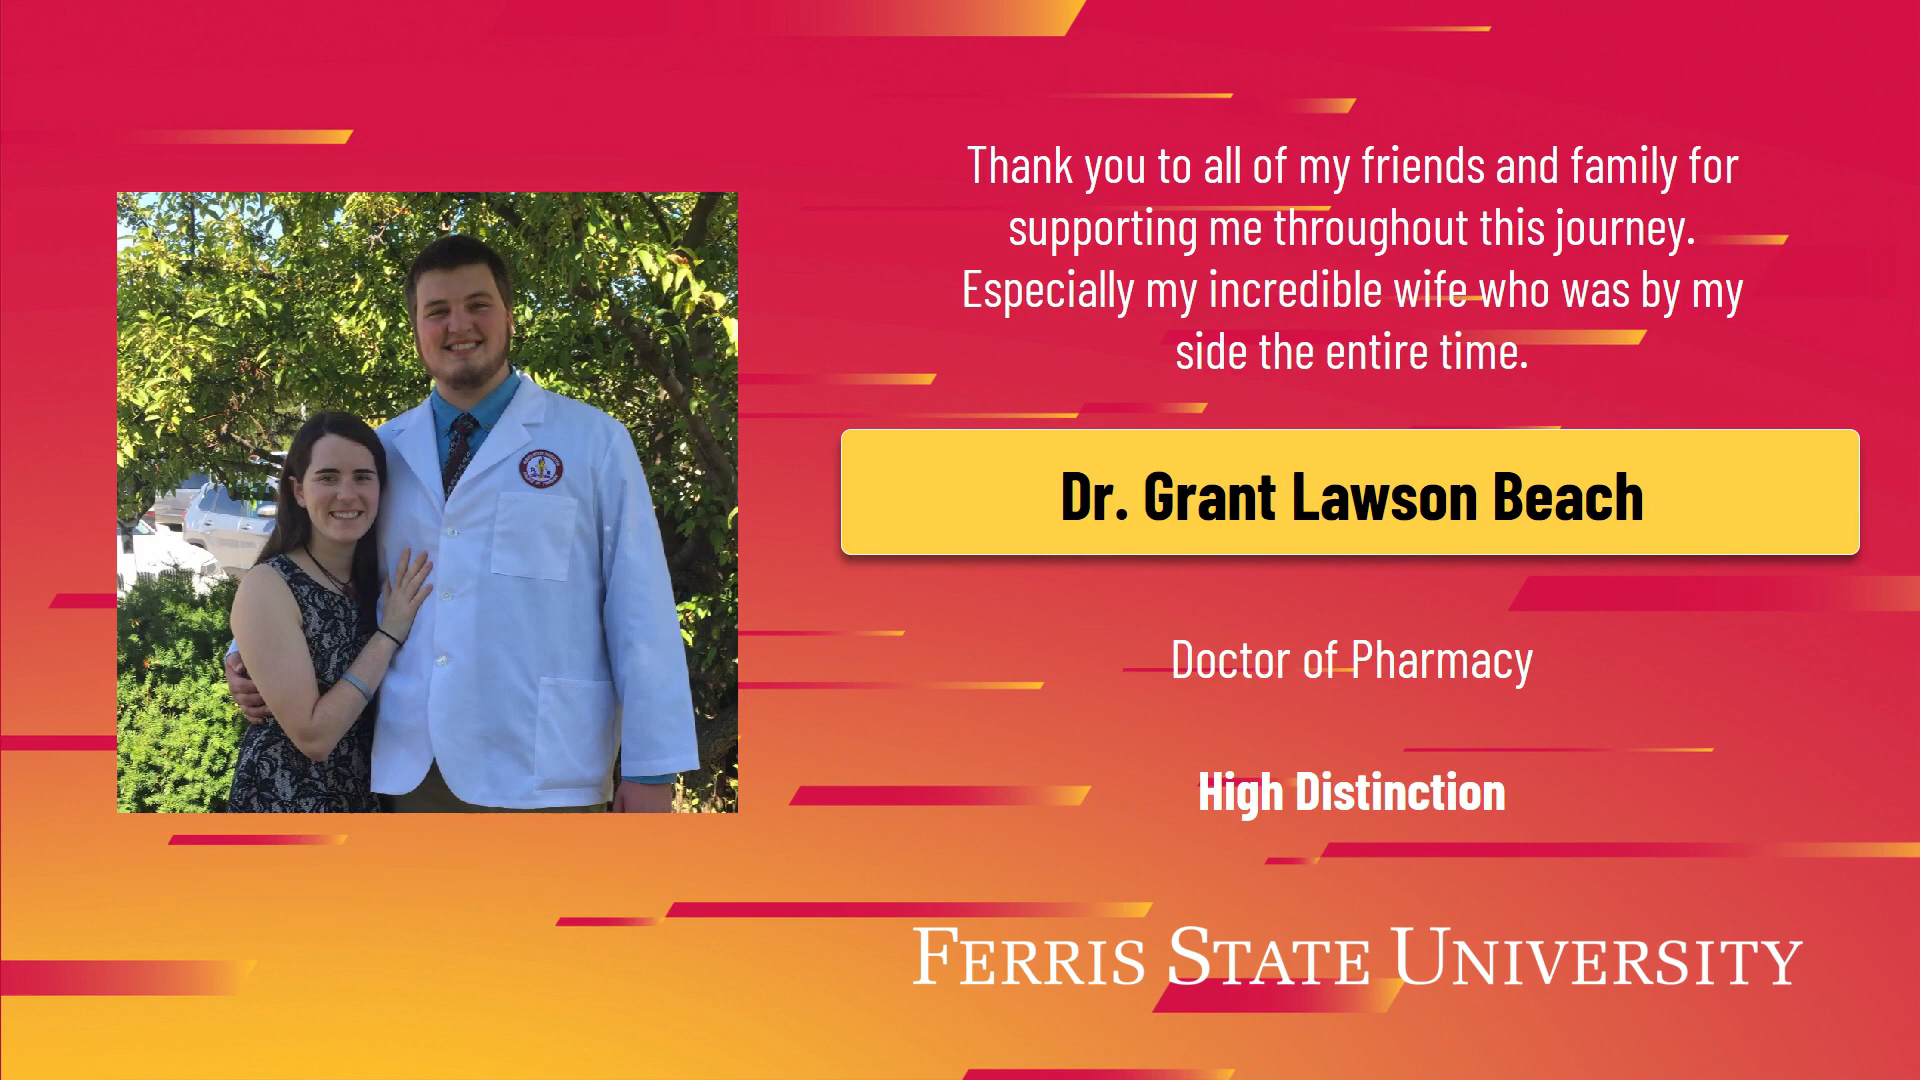 Thank you to all of my friends and family for
supporting me throughout this journey.
Especially my incredible wife who was by my
side the entire time.
Dr. Grant Lawson Beach
Doctor of Pharmacy
High Distinction
FERRIS STATE UNIVERSITY